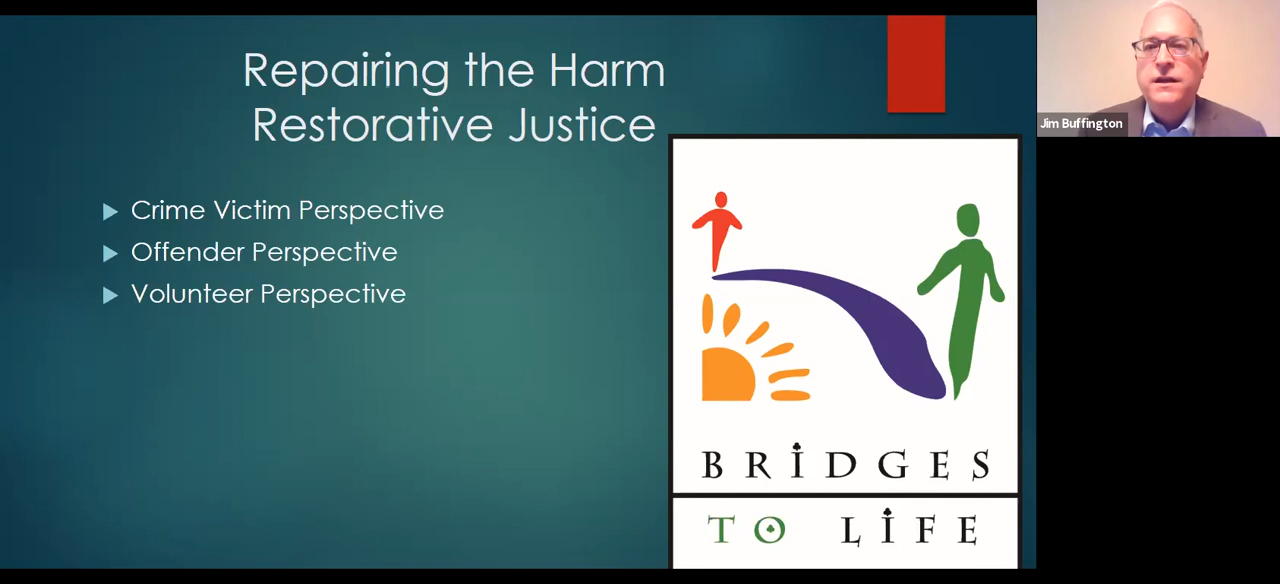 Repairing the Harm
Restorative Justice
Crime Victim Perspective
Offender Perspective
Volunteer Perspective
BRIDGES
TO LIFE
Jim Buffington